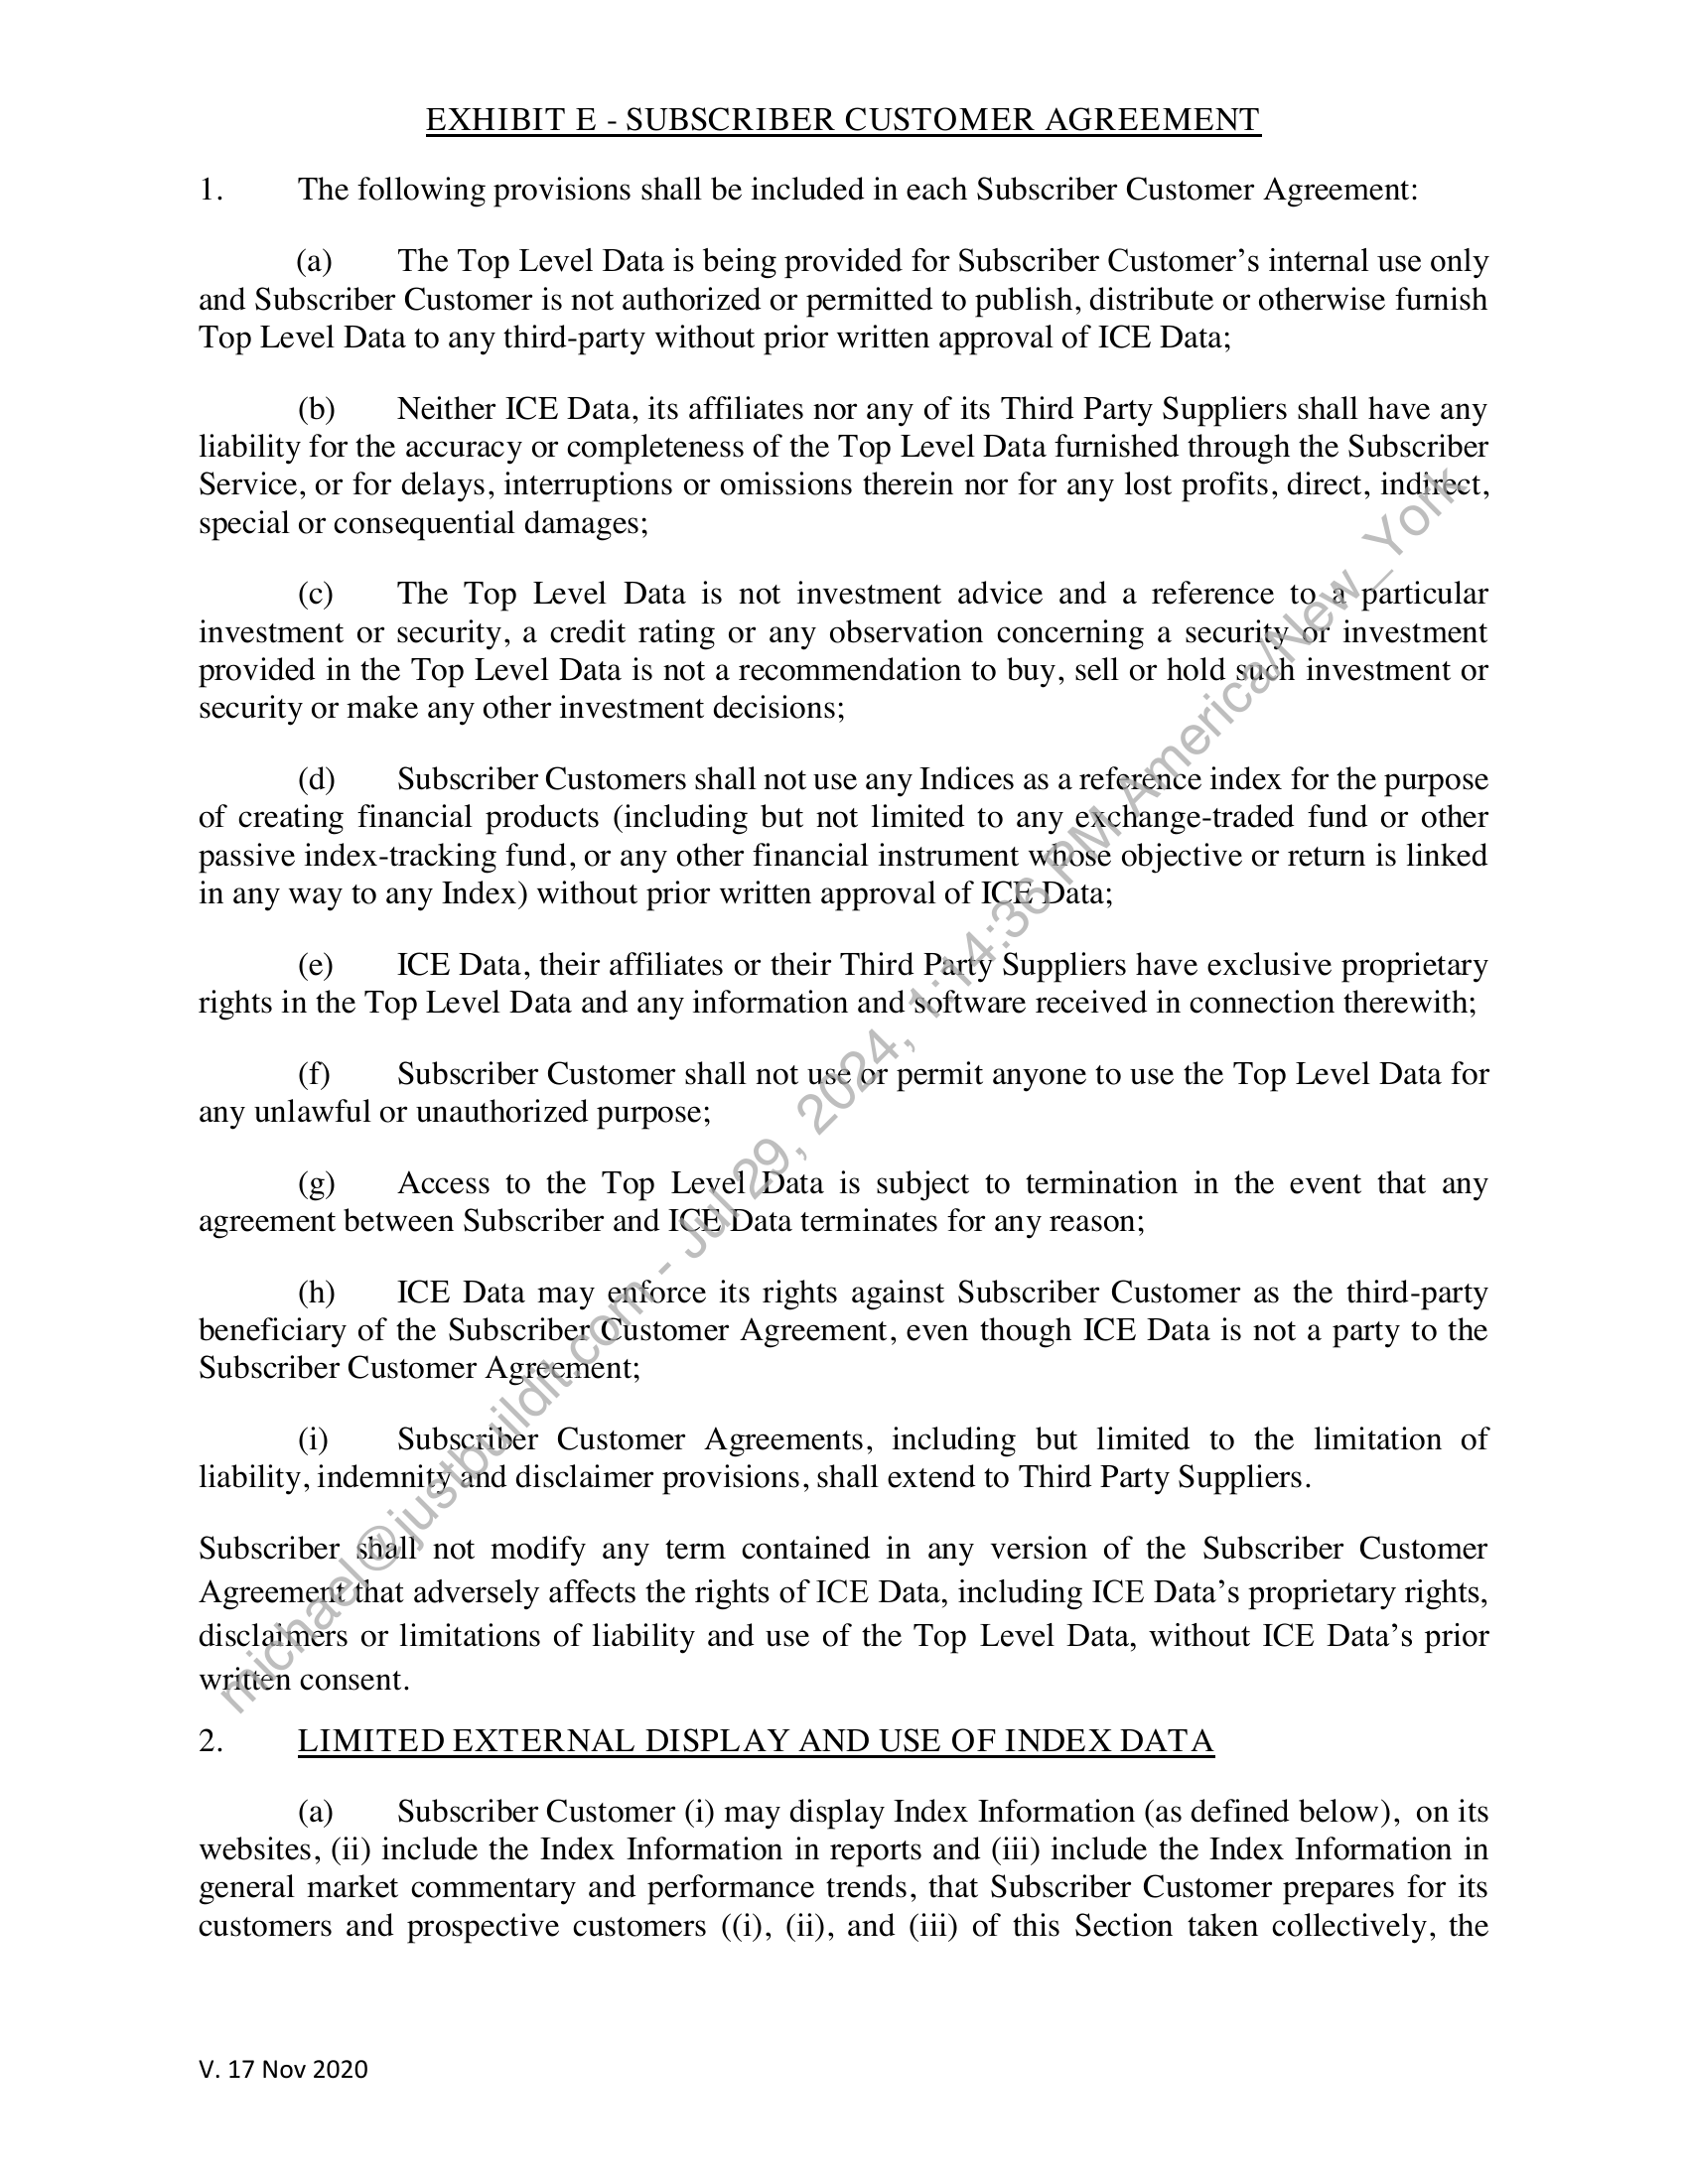 EXHIBIT E - SUBSCRIBER CUSTOMER AGREEMENT
1. The following provisions shall be included in each Subscriber Customer Agreement:
(a) The Top Level Data is being provided for Subscriber Customer’s internal use only
and Subscriber Customer is not authorized or permitted to publish, distribute or otherwise furnish
Top Level Data to any third-party without prior written approval of ICE Data;
(b) Neither ICE Data, its affiliates nor any of its Third Party Suppliers shall have any
liability for the accuracy or completeness of the Top Level Data furnished through the Subscriber
Service, or for delays, interruptions or omissions therein nor for any lost profits, direct, indirect,
special or consequential damages;
(c) The Top Level Data is not investment advice and a reference to a particular
investment or security, a credit rating or any observation concerning a security or investment
provided in the Top Level Data is not a recommendation to buy, sell or hold such investment or
security or make any other investment decisions;
(d) Subscriber Customers shall not use any Indices as a reference index for the purpose
of creating financial products (including but not limited to any exchange-traded fund or other
passive index-tracking fund, or any other financial instrument whose objective or return is linked
in any way to any Index) without prior written approval of ICE Data;
(e) ICE Data, their affiliates or their Third Party Suppliers have exclusive proprietary
rights in the Top Level Data and any information and software received in connection therewith;
(f) Subscriber Customer shall not use or permit anyone to use the Top Level Data for
any unlawful or unauthorized purpose;
(g) Access to the Top Level Data is subject to termination in the event that any
agreement between Subscriber and ICE Data terminates for any reason;
(h) ICE Data may enforce its rights against Subscriber Customer as the third-party
beneficiary of the Subscriber Customer Agreement, even though ICE Data is not a party to the
Subscriber Customer Agreement;
(i) Subscriber Customer Agreements, including but limited to the limitation of
liability, indemnity and disclaimer provisions, shall extend to Third Party Suppliers.
Subscriber shall not modify any term contained in any version of the Subscriber Customer
Agreement that adversely affects the rights of ICE Data, including ICE Data’s proprietary rights,
disclaimers or limitations of liability and use of the Top Level Data, without ICE Data’s prior
written consent.
2. LIMITED EXTERNAL DISPLAY AND USE OF INDEX DATA
(a) Subscriber Customer (i) may display Index Information (as defined below), on its
websites, (ii) include the Index Information in reports and (iii) include the Index Information in
general market commentary and performance trends, that Subscriber Customer prepares for its
customers and prospective customers ((i), (ii), and (iii) of this Section taken collectively, the
V. 17 Nov 2020
michael@justbuildit.com - Jul 29, 2024, 1:14:36 PM America/New_York